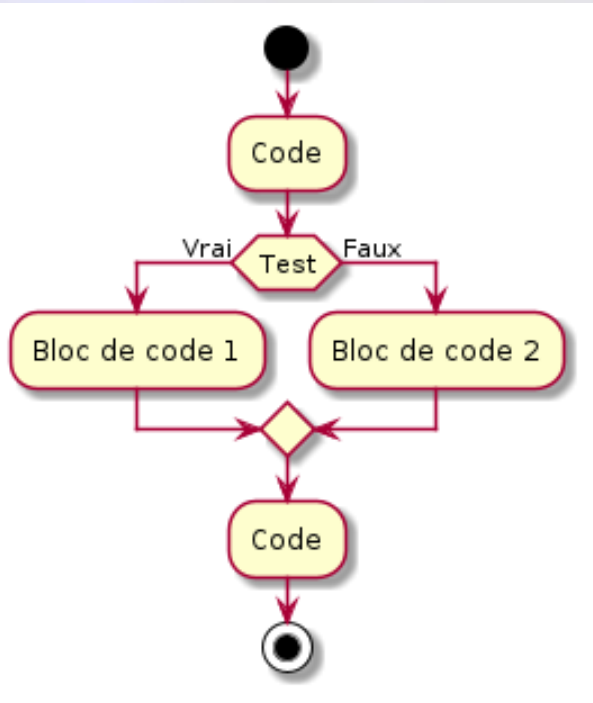 Code
Vrai
Test
Faux
Bloc de code 1
Bloc de code 2
Code